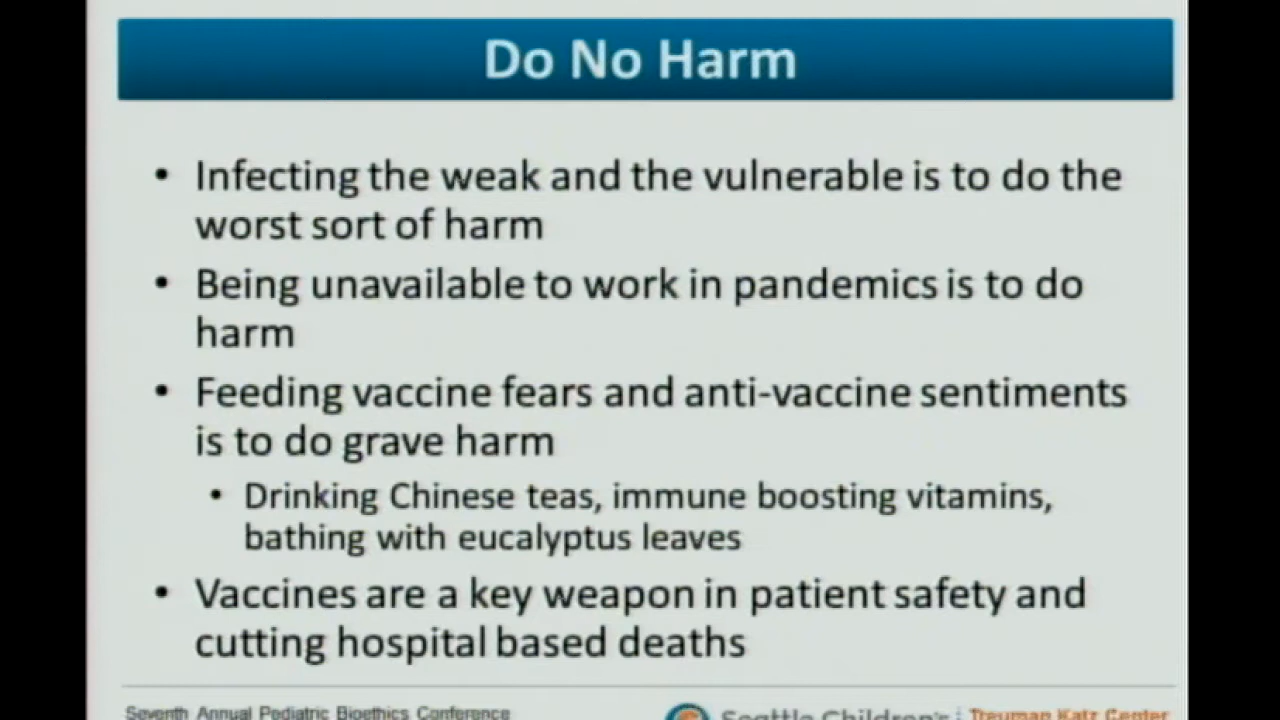 Do No Harm
• Infecting the weak and the vulnerable is to do the
worst sort of harm
• Being unavailable to work in pandemics is to do
harm
• Feeding vaccine fears and anti-vaccine sentiments
is to do grave harm
• Drinking Chinese teas, immune boosting vitamins,
bathing with eucalyptus leaves
• Vaccines are a key weapon in patient safety and
cutting hospital based deaths
Seventh Annual Pediatric Bioethics Conference
Seattle Children's | Treuman Katz Center